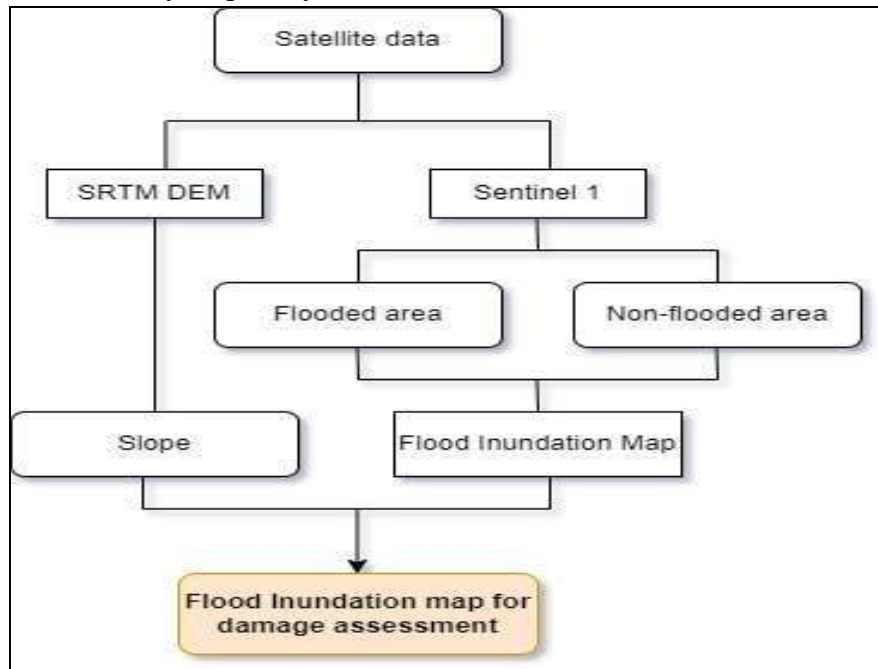 Satellite data
SRTM DEM
Sentinel 1
Flooded area
Non-flooded area
Slope
Flood Inundation Map
Flood Inundation map for
damage assessment